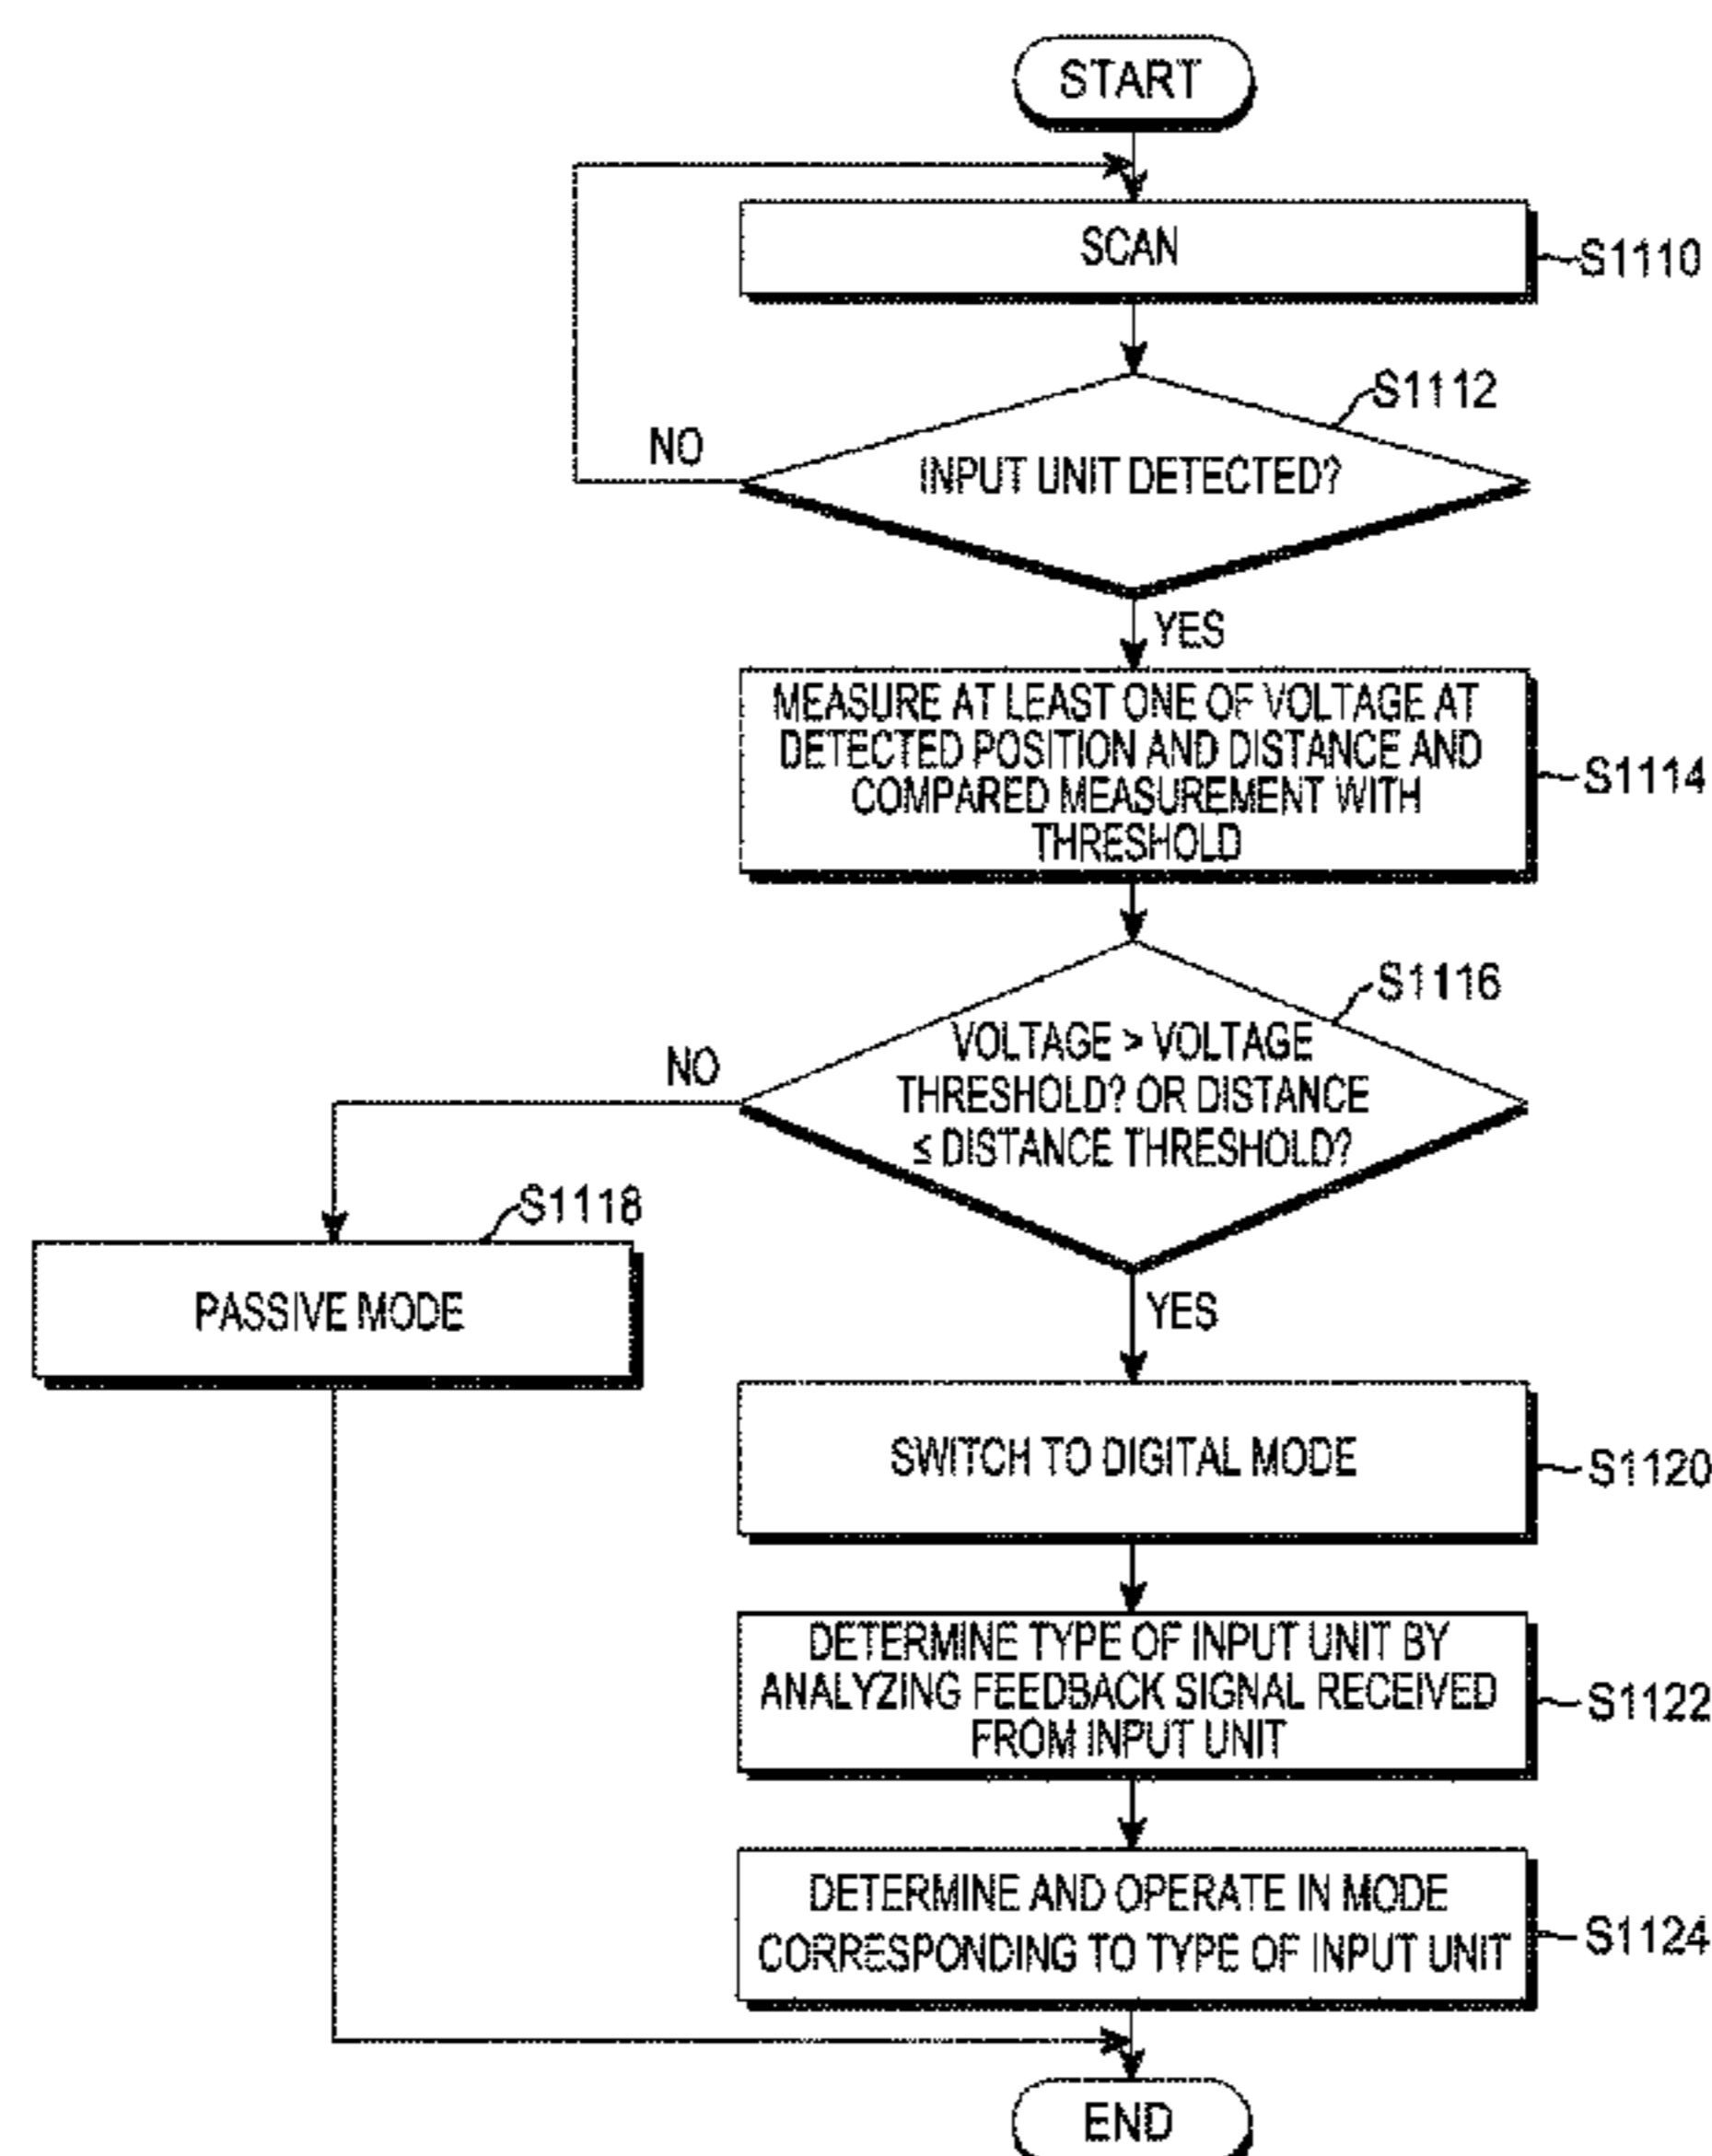 START
SCAN
S1110
S1112
NO
INPUT UNIT DETECTED?
YES
MEASURE AT LEAST ONE OF VOLTAGE AT
DETECTED POSITION AND DISTANCE AND
COMPARED MEASUREMENT WITH
THRESHOLD
S1114
S1116
NO
VOLTAGE > VOLTAGE
THRESHOLD? OR DISTANCE
≤ DISTANCE THRESHOLD?
S1118
PASSIVE MODE
YES
SWITCH TO DIGITAL MODE
S1120
DETERMINE TYPE OF INPUT UNIT BY
ANALYZING FEEDBACK SIGNAL RECEIVED
FROM INPUT UNIT
S1122
DETERMINE AND OPERATE IN MODE
CORRESPONDING TO TYPE OF INPUT UNIT
S1124
END